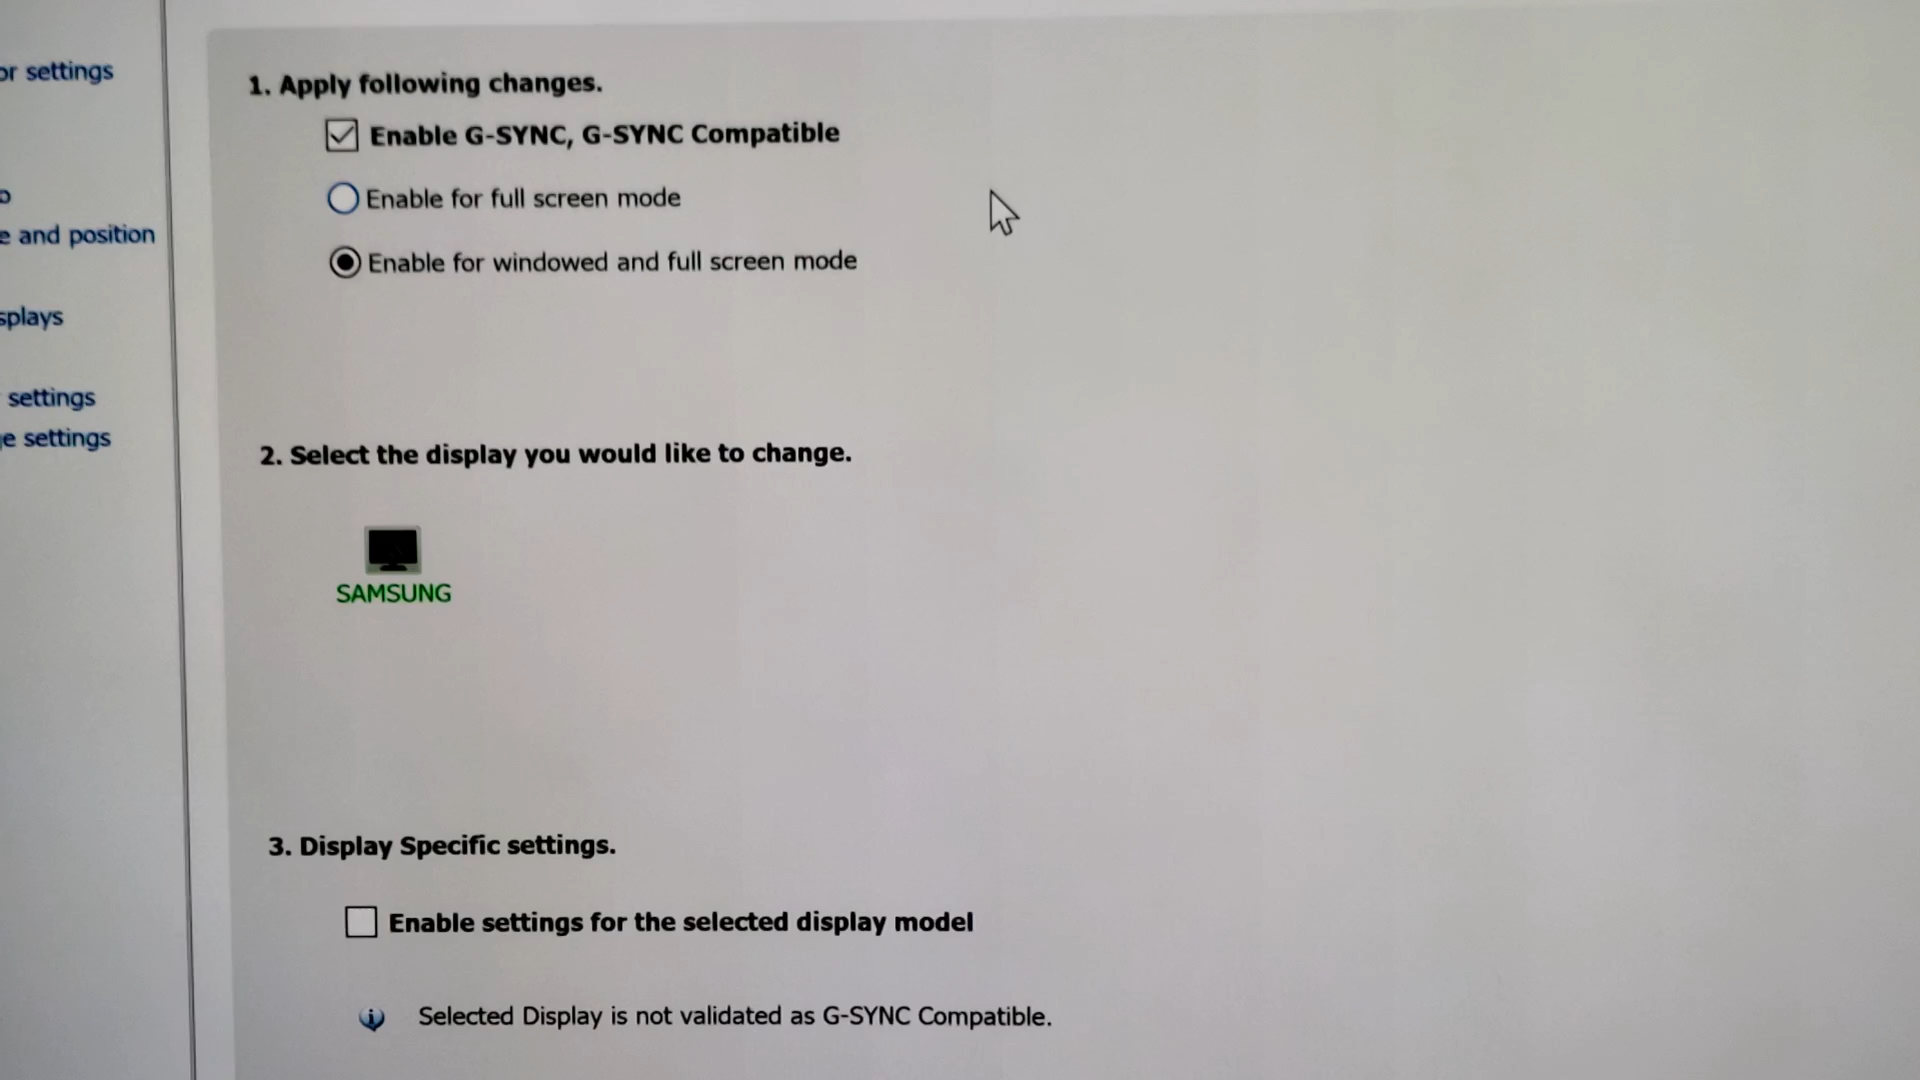 settings
and position
settings
settings
1. Apply following changes.
Enable G-SYNC, G-SYNC Compatible
Enable for full screen mode
Enable for windowed and full screen mode
2. Select the display you would like to change.
SAMSUNG
3. Display Specific settings.
Enable settings for the selected display model
Selected Display is not validated as G-SYNC Compatible.